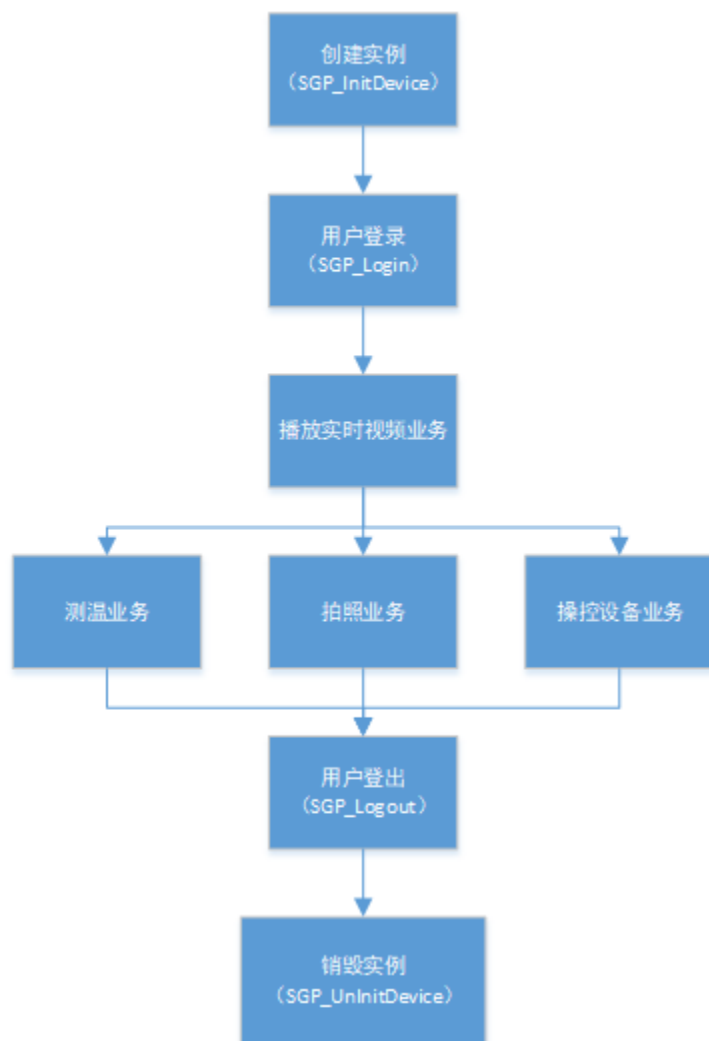 创建实例
（SGP_InitDevice）
用户登录
（SGP_Login）
播放实时视频业务
测温业务
拍照业务
操控设备业务
用户登出
（SGP_Logout）
销毁实例
（SGP_UnInitDevice）